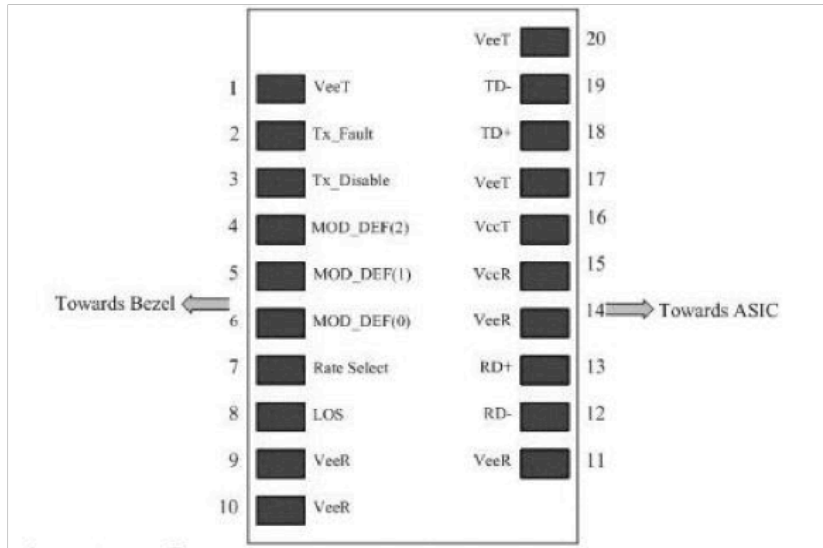 VeeT 20
1 VeeT TD- 19
2 Tx_Fault TD+ 18
3 Tx_Disable VeeT 17
4 MOD_DEF(2) VccT 16
5 MOD_DEF(1) VccR 15
Towards Bezel
6 MOD_DEF(0) VeeR 14 Towards ASIC
7 Rate Select RD+ 13
8 LOS RD- 12
9 VeeR VeeR 11
10 VeeR